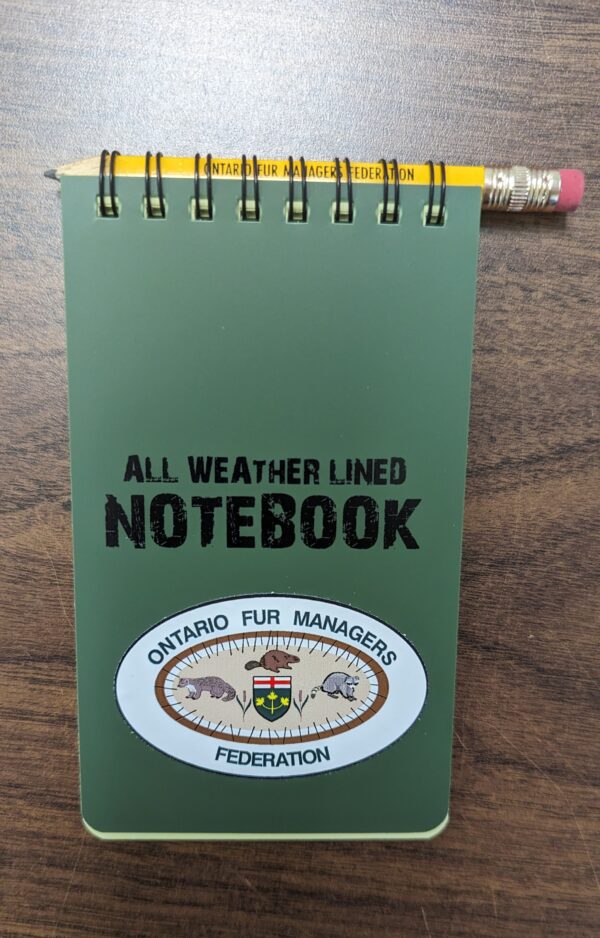 ONTARIO FUR MANAGERS FEDERATION
ALL WEATHER LINED
NOTEBOOK
ONTARIO FUR MANAGERS
FEDERATION